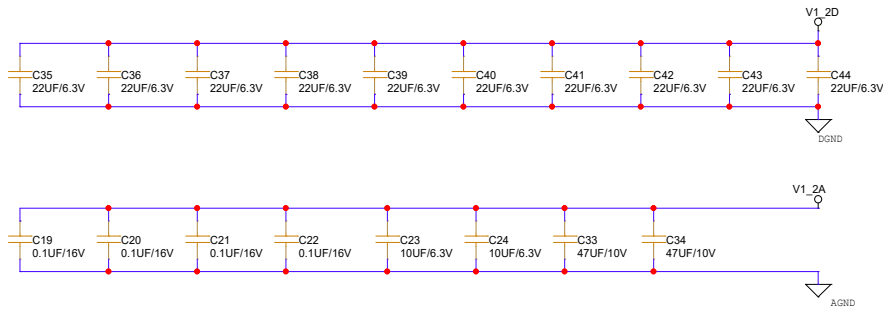 V1_2D
C35 C36 C37 C38 C39 C40 C41 C42 C43 C44
22UF/6.3V 22UF/6.3V 22UF/6.3V 22UF/6.3V 22UF/6.3V 22UF/6.3V 22UF/6.3V 22UF/6.3V 22UF/6.3V 22UF/6.3V
DGND
V1_2A
C19 C20 C21 C22 C23 C24 C33 C34
0.1UF/16V 0.1UF/16V 0.1UF/16V 0.1UF/16V 10UF/6.3V 10UF/6.3V 47UF/10V 47UF/10V
AGND